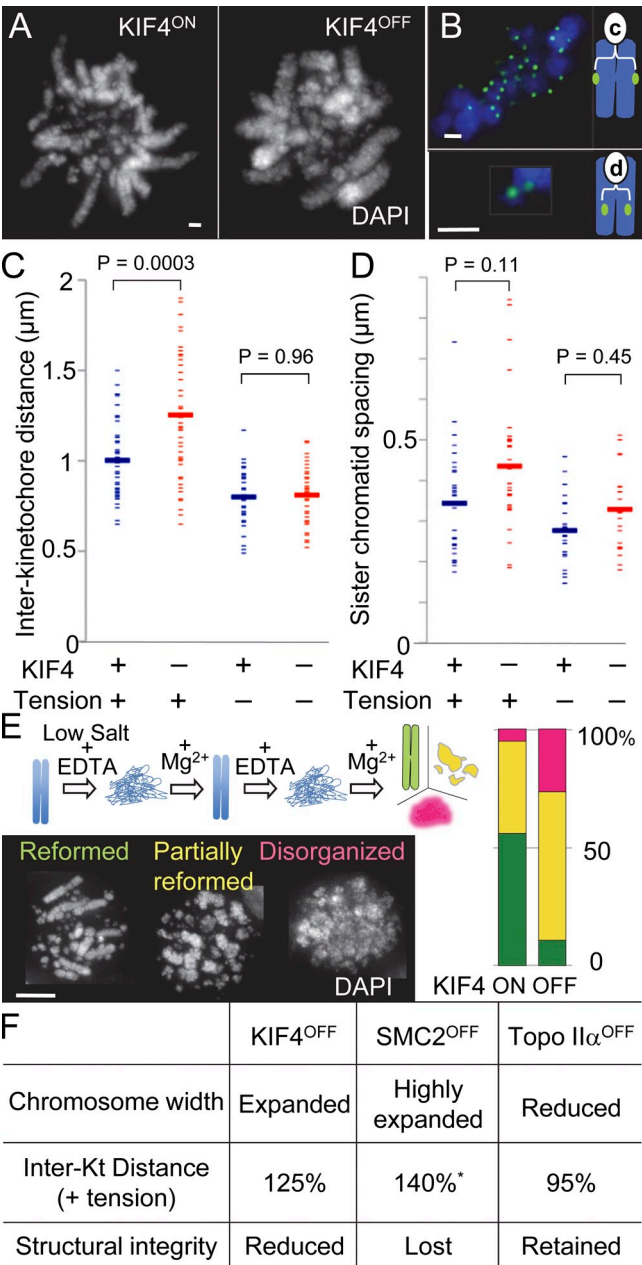 A
KIF4ON
KIF4OFF
DAPI
B
c
d
C
P = 0.0003
P = 0.96
Inter-kinetochore distance (μm)
2
1.5
1
0.5
0
KIF4 + − + −
Tension + + − −
D
P = 0.11
P = 0.45
Sister chromatid spacing (μm)
0.5
0
KIF4 + − + −
Tension + + − −
E
Low Salt
+
EDTA
+
Mg2+
+
EDTA
+
Mg2+
Reformed
Partially
reformed
Disorganized
DAPI
100%
50
0
KIF4 ON OFF
F
KIF4OFF SMC2OFF Topo IIαOFF
Chromosome width Expanded Highly
expanded Reduced
Inter-Kt Distance
(+ tension) 125% 140%* 95%
Structural integrity Reduced Lost Retained